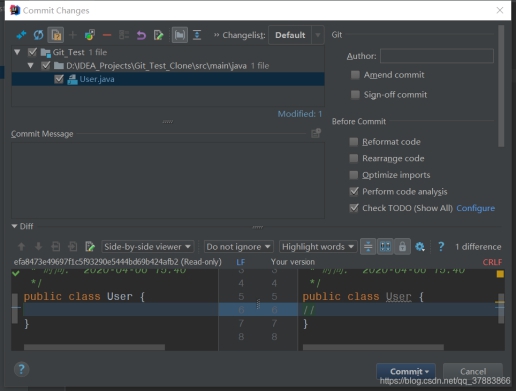 Commit Changes
Changelist: Default
Git
Git_Test 1 file
D:\IDEA_Projects\Git_Test_Clone\src\main\java 1 file
User.java
Modified: 1
Author:
Amend commit
Sign-off commit
Before Commit
Reformat code
Rearrange code
Optimize imports
Perform code analysis
Check TODO (Show All) Configure
Commit Message
Diff
Side-by-side viewer
Do not ignore
Highlight words
1 difference
(Read-only) LF Your version CRLF
* 时间: 2020-04-06 15:40 3 3 * 时间: 2020-04-06 15:40
*/ 4 4 */
public class User { 5 5 public class User {
6 6 //
} 7 7 }
8 8
? Commit Cancel
https://blog.csdn.net/qq_37883866